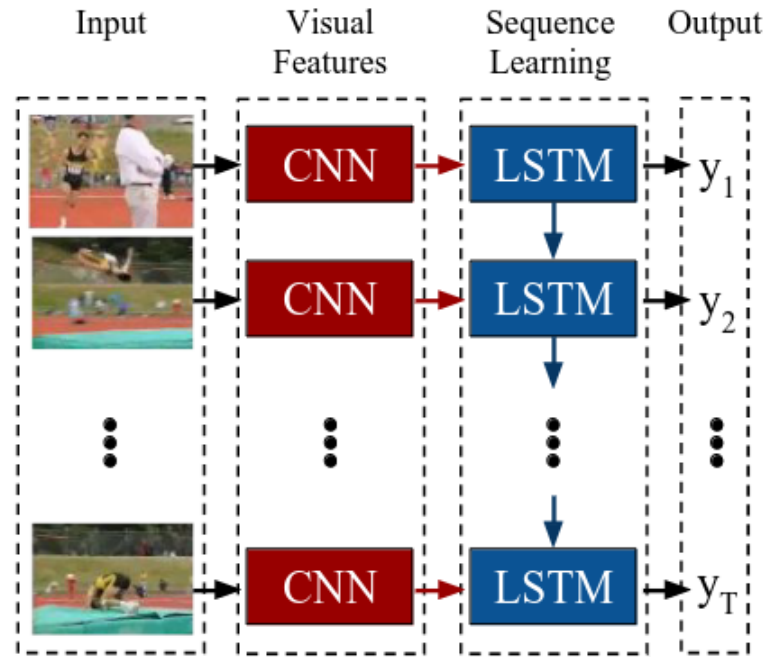 Input
Visual
Features
Sequence
Learning
Output
CNN
LSTM
y1
CNN
LSTM
y2
CNN
LSTM
yT